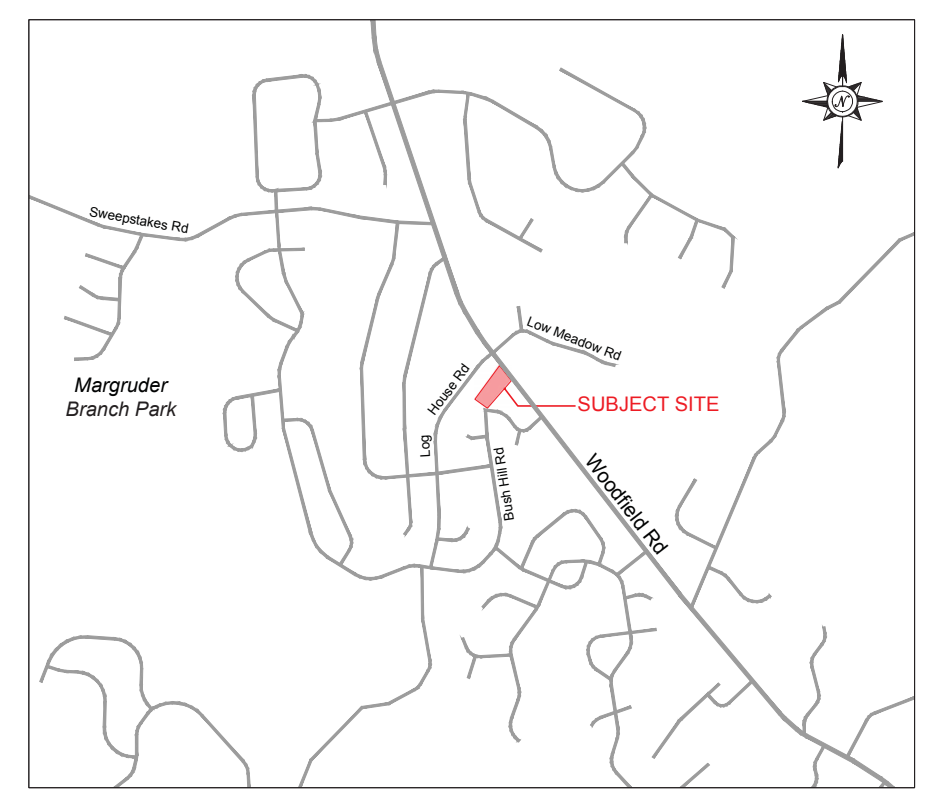 N
Sweepstakes Rd
Low Meadow Rd
House Rd
Margruder
Branch Park
SUBJECT SITE
Log
Bush Hill Rd
Woodfield Rd